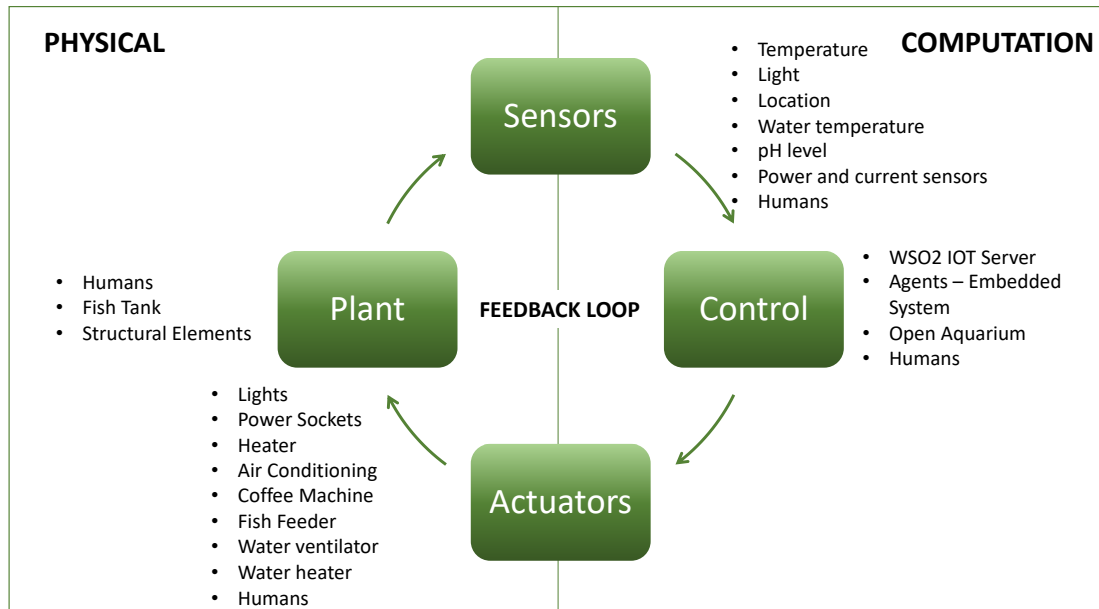 PHYSICAL
COMPUTATION
Sensors
• Temperature
• Light
• Location
• Water temperature
• pH level
• Power and current sensors
• Humans
• Humans
• Fish Tank
• Structural Elements
Plant
FEEDBACK LOOP
Control
• WSO2 IOT Server
• Agents – Embedded
System
• Open Aquarium
• Humans
• Lights
• Power Sockets
• Heater
• Air Conditioning
• Coffee Machine
• Fish Feeder
• Water ventilator
• Water heater
• Humans
Actuators